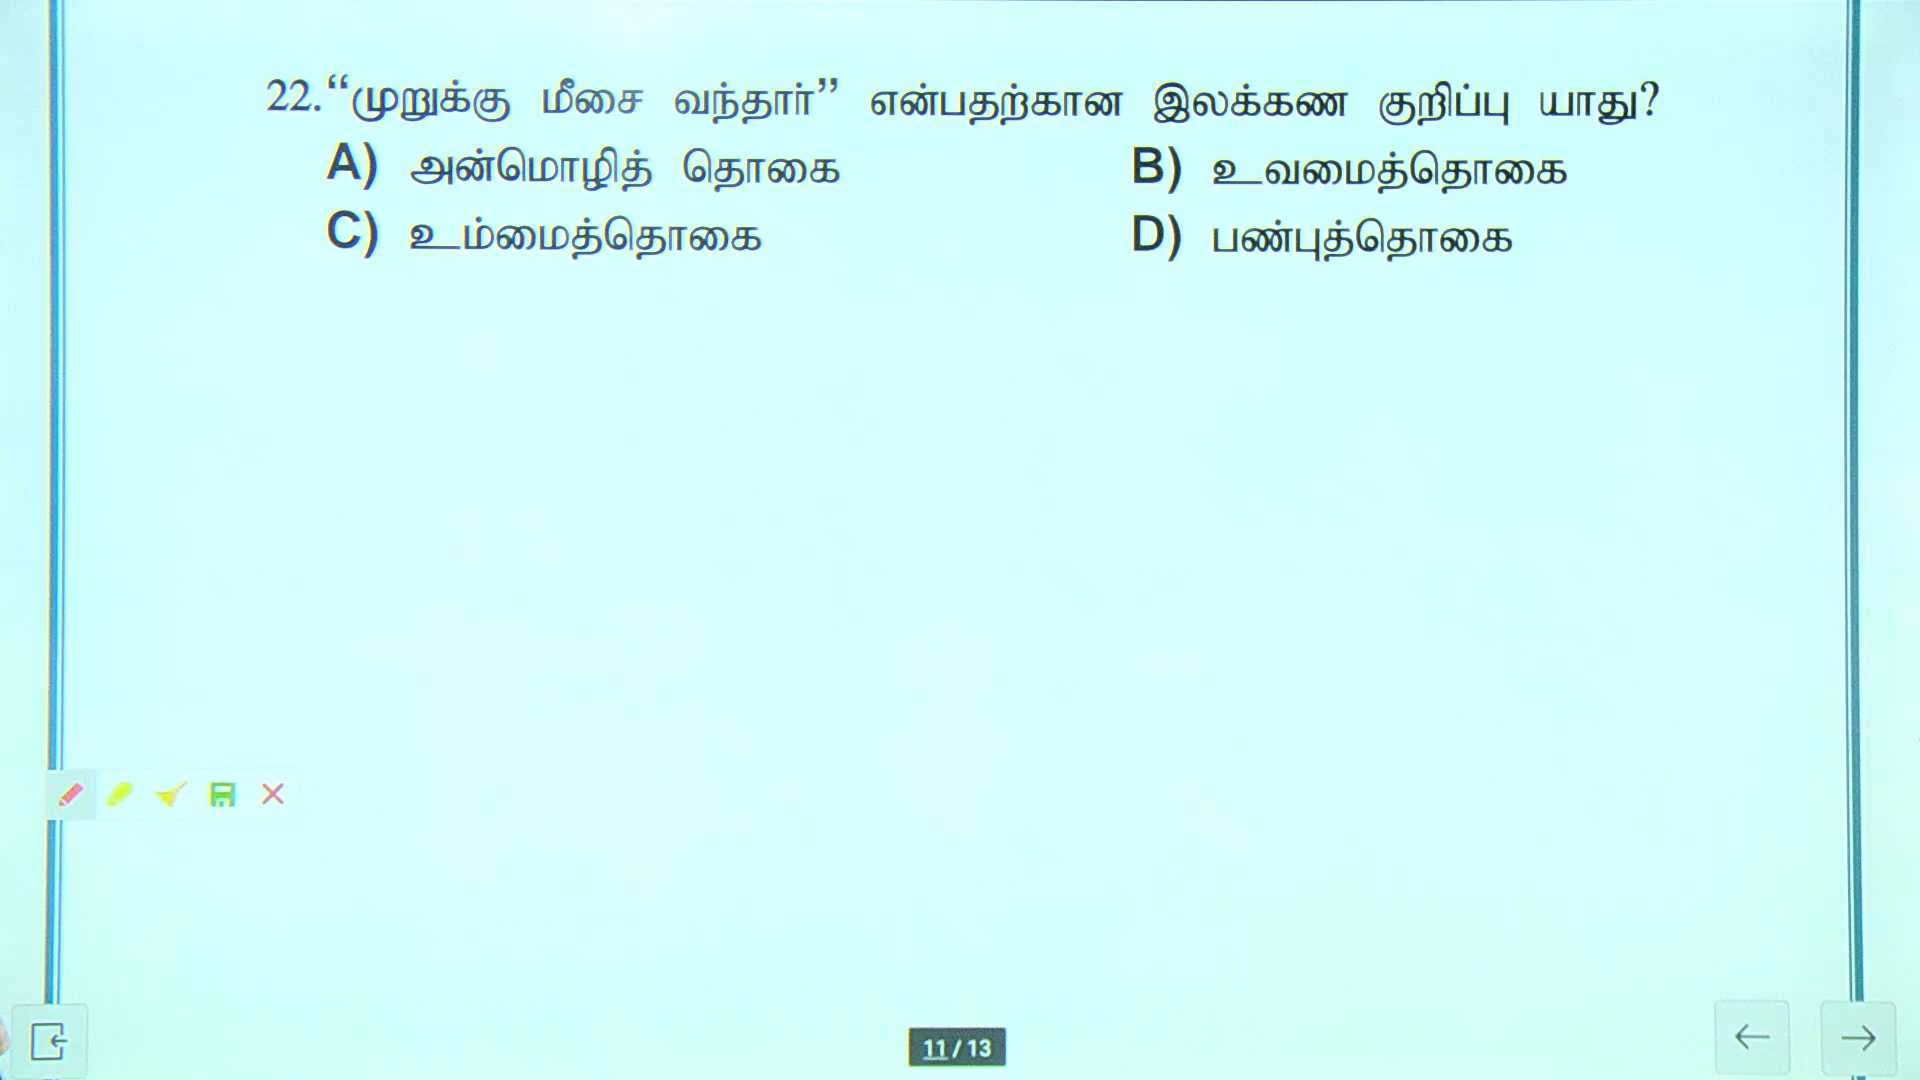 22. “முறுக்கு மீசை வந்தார்” என்பதற்கான இலக்கண குறிப்பு யாது?
A) அன்மொழித் தொகை B) உவமைத்தொகை
C) உம்மைத்தொகை D) பண்புத்தொகை
11 / 13